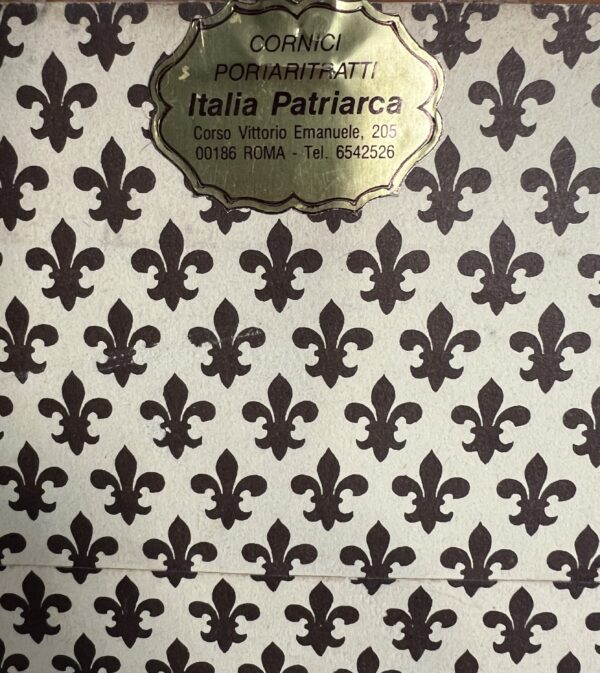 CORNICI
PORTARITRATTI
Italia Patriarca
Corso Vittorio Emanuele, 205
00186 ROMA - Tel. 6542526